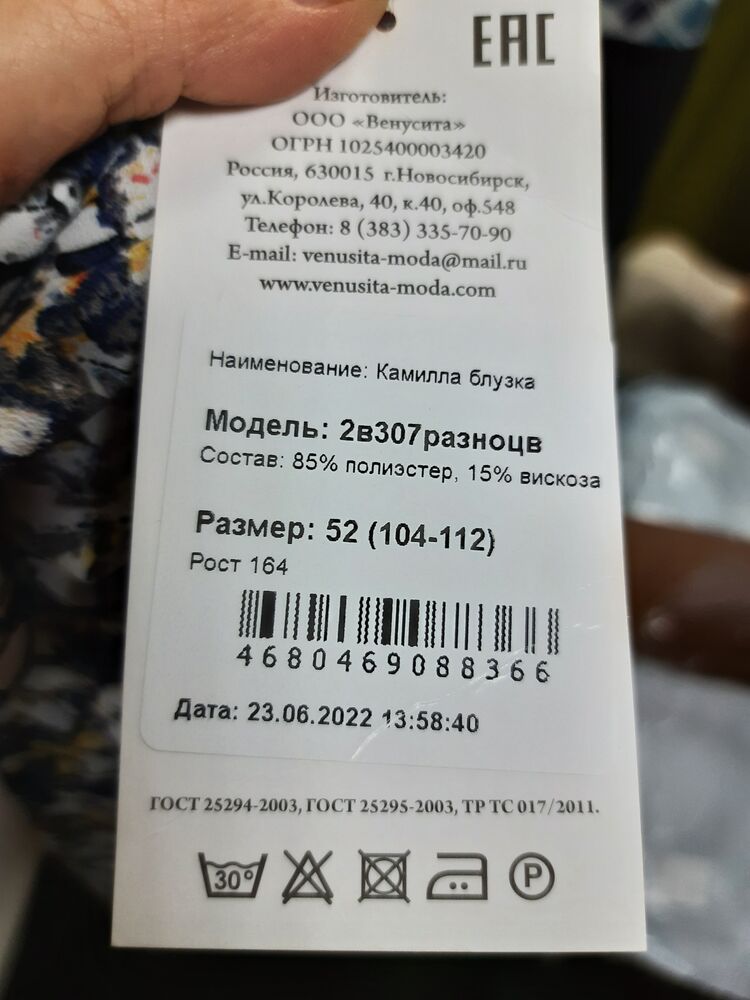 EAC
Изготовитель:
ООО «Венусита»
ОГРН 1025400003420
Россия, 630015 г.Новосибирск,
ул.Королева, 40, к.40, оф.548
Телефон: 8 (383) 335-70-90
E-mail: venusita-moda@mail.ru
www.venusita-moda.com
Наименование: Камилла блузка
Модель: 2в307разноцв
Состав: 85% полиэстер, 15% вискоза
Размер: 52 (104-112)
Рост 164
4680469088366
Дата: 23.06.2022 13:58:40
ГОСТ 25294-2003, ГОСТ 25295-2003, ТР ТС 017/2011.
30° P